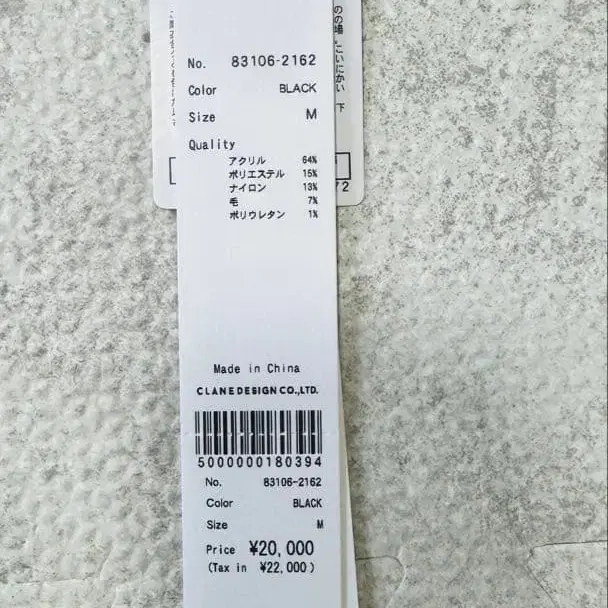 No. 83106-2162
Color BLACK
Size M
Quality
アクリル 64%
ポリエステル 15%
ナイロン 13%
毛 7%
ポリウレタン 1%
Made in China
CLANE DESIGN CO.,LTD.
5000000180394
No. 83106-2162
Color BLACK
Size M
Price ¥20,000
(Tax in ¥22,000)